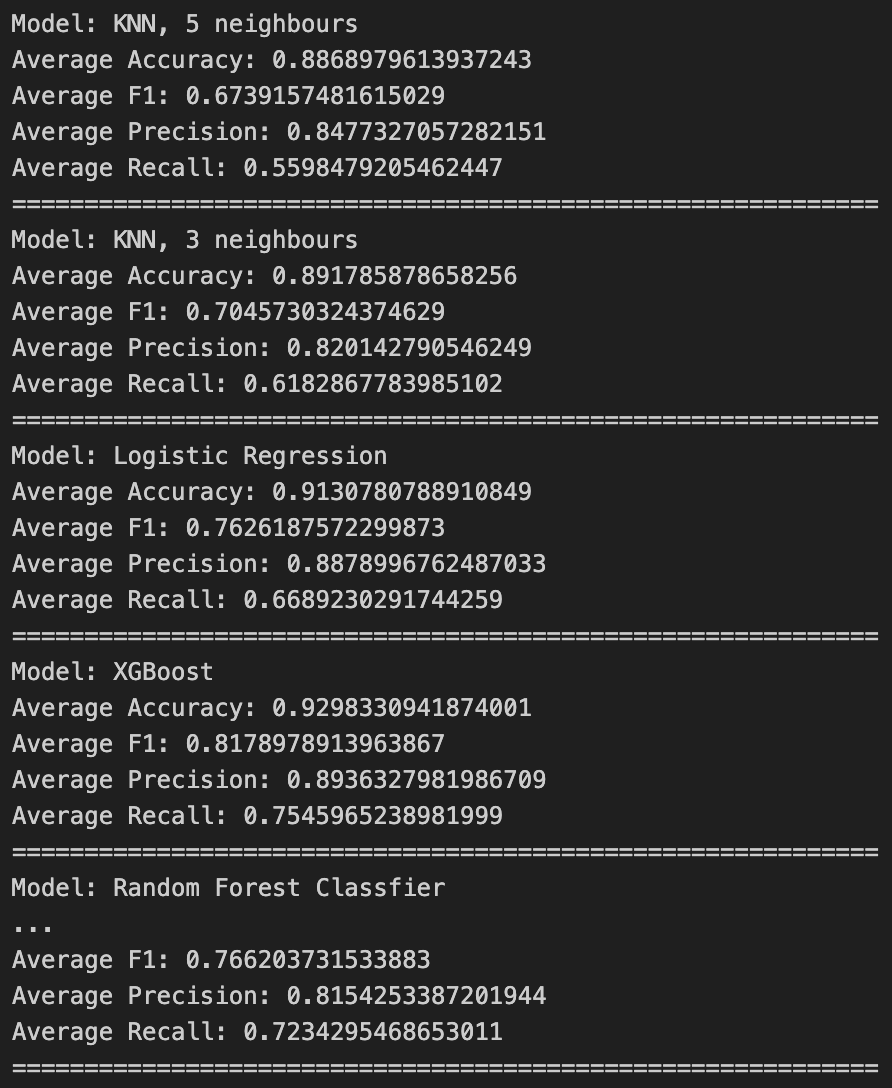 Model: KNN, 5 neighbours
Average Accuracy: 0.8868979613937243
Average F1: 0.6739157481615029
Average Precision: 0.8477327057282151
Average Recall: 0.5598479205462447
============================================================
Model: KNN, 3 neighbours
Average Accuracy: 0.891785878658256
Average F1: 0.7045730324374629
Average Precision: 0.820142790546249
Average Recall: 0.6182867783985102
============================================================
Model: Logistic Regression
Average Accuracy: 0.9130780788910849
Average F1: 0.7626187572299873
Average Precision: 0.8878996762487033
Average Recall: 0.6689230291744259
============================================================
Model: XGBoost
Average Accuracy: 0.9298330941874001
Average F1: 0.8178978913963867
Average Precision: 0.8936327981986709
Average Recall: 0.7545965238981999
============================================================
Model: Random Forest Classfier
...
Average F1: 0.766203731533883
Average Precision: 0.8154253387201944
Average Recall: 0.7234295468653011
============================================================